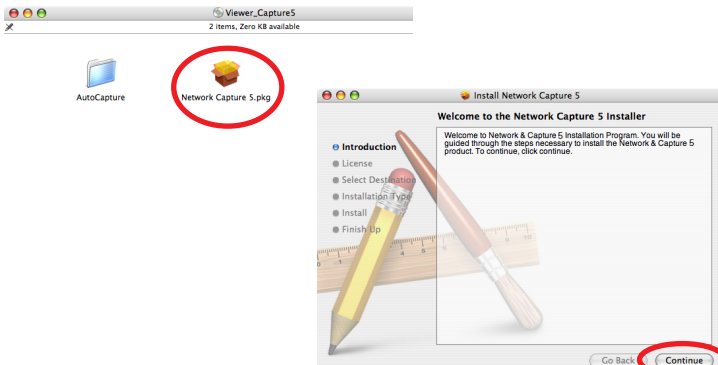 Viewer_Capture5
2 items, Zero KB available
AutoCapture
Network Capture 5.pkg
Install Network Capture 5
Welcome to the Network Capture 5 Installer
Introduction
License
Select Destination
Installation Type
Install
Finish Up
Welcome to Network & Capture 5 Installation Program. You will be
guided through the steps necessary to install the Network & Capture 5
product. To continue, click continue.
Go Back
Continue